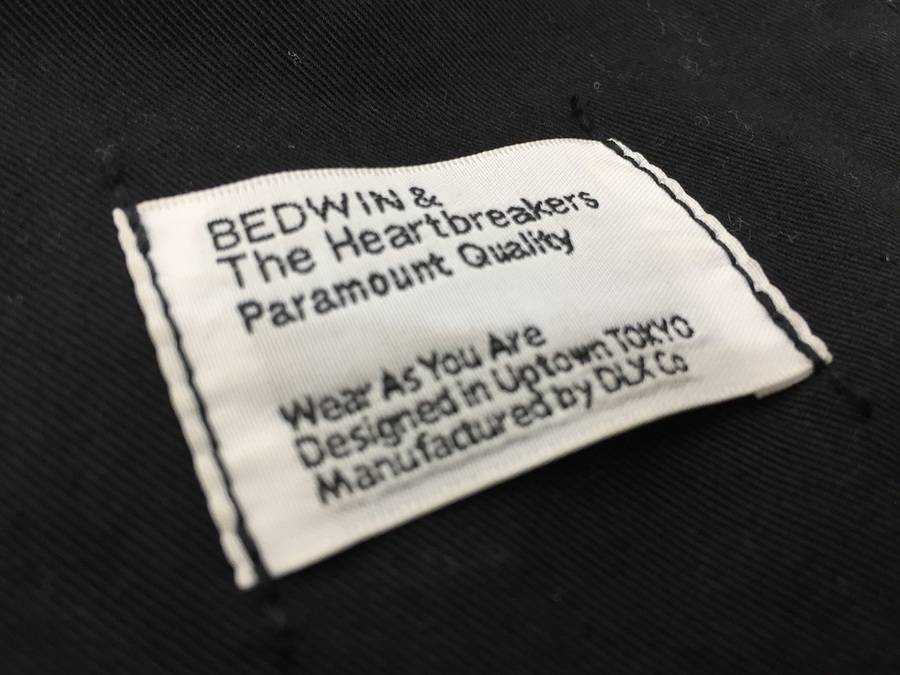 BEDWIN &
The Heartbreakers
Paramount Quality
Wear As You Are
Designed in Uptown TOKYO
Manufactured by DLX Co